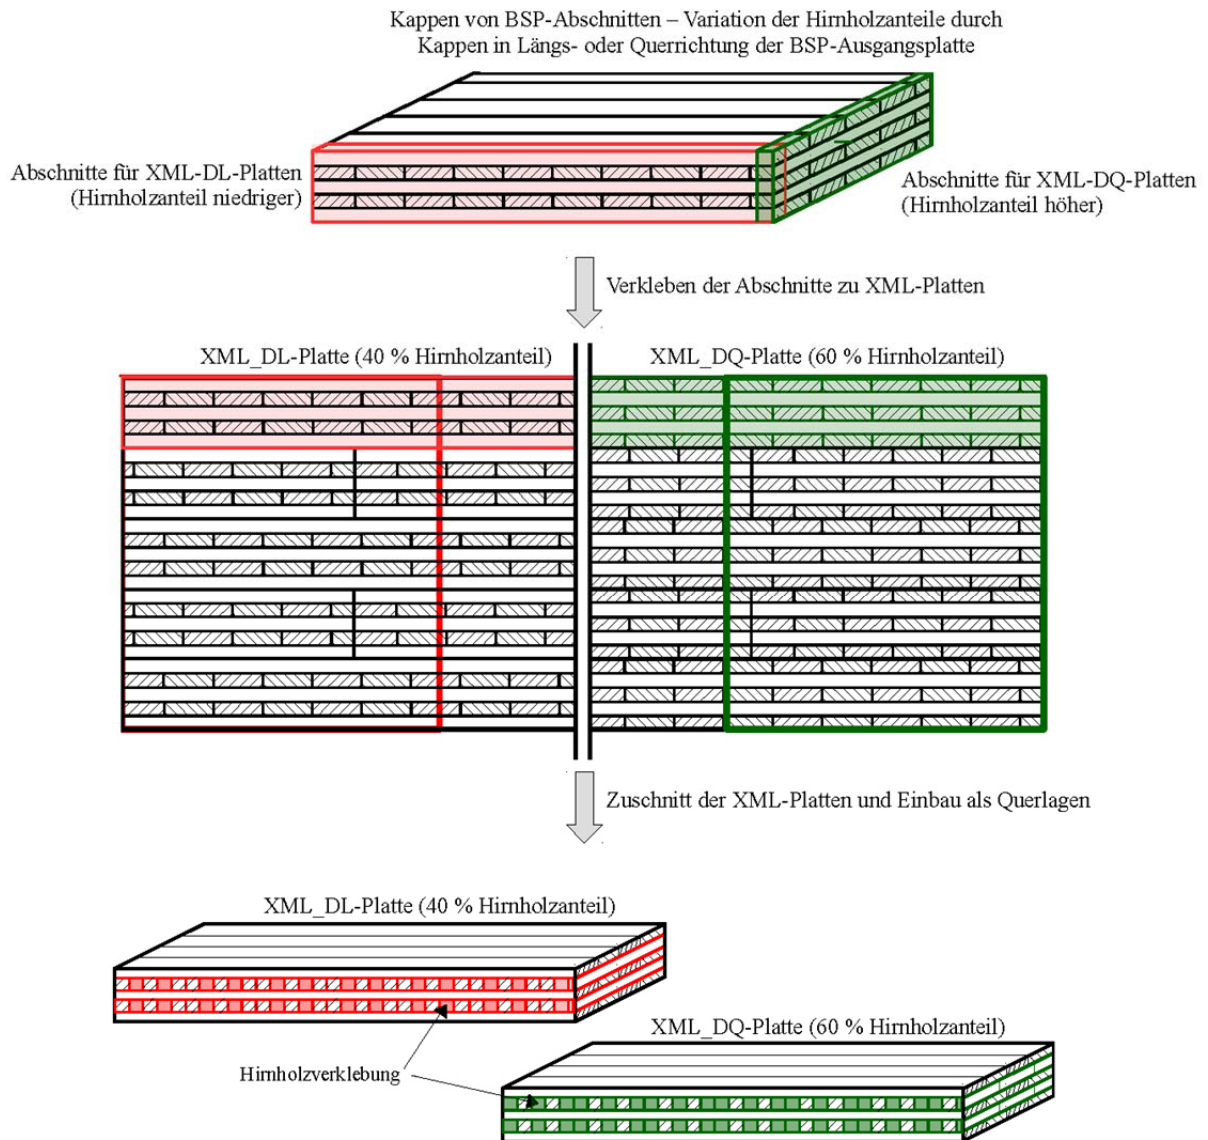 Kappen von BSP-Abschnitten – Variation der Hirnholzanteile durch
Kappen in Längs- oder Querrichtung der BSP-Ausgangsplatte
Abschnitte für XML-DL-Platten
(Hirnholzanteil niedriger)
Abschnitte für XML-DQ-Platten
(Hirnholzanteil höher)
Verkleben der Abschnitte zu XML-Platten
XML_DL-Platte (40 % Hirnholzanteil)
XML_DQ-Platte (60 % Hirnholzanteil)
Zuschnitt der XML-Platten und Einbau als Querlagen
XML_DL-Platte (40 % Hirnholzanteil)
XML_DQ-Platte (60 % Hirnholzanteil)
Hirnholzverklebung